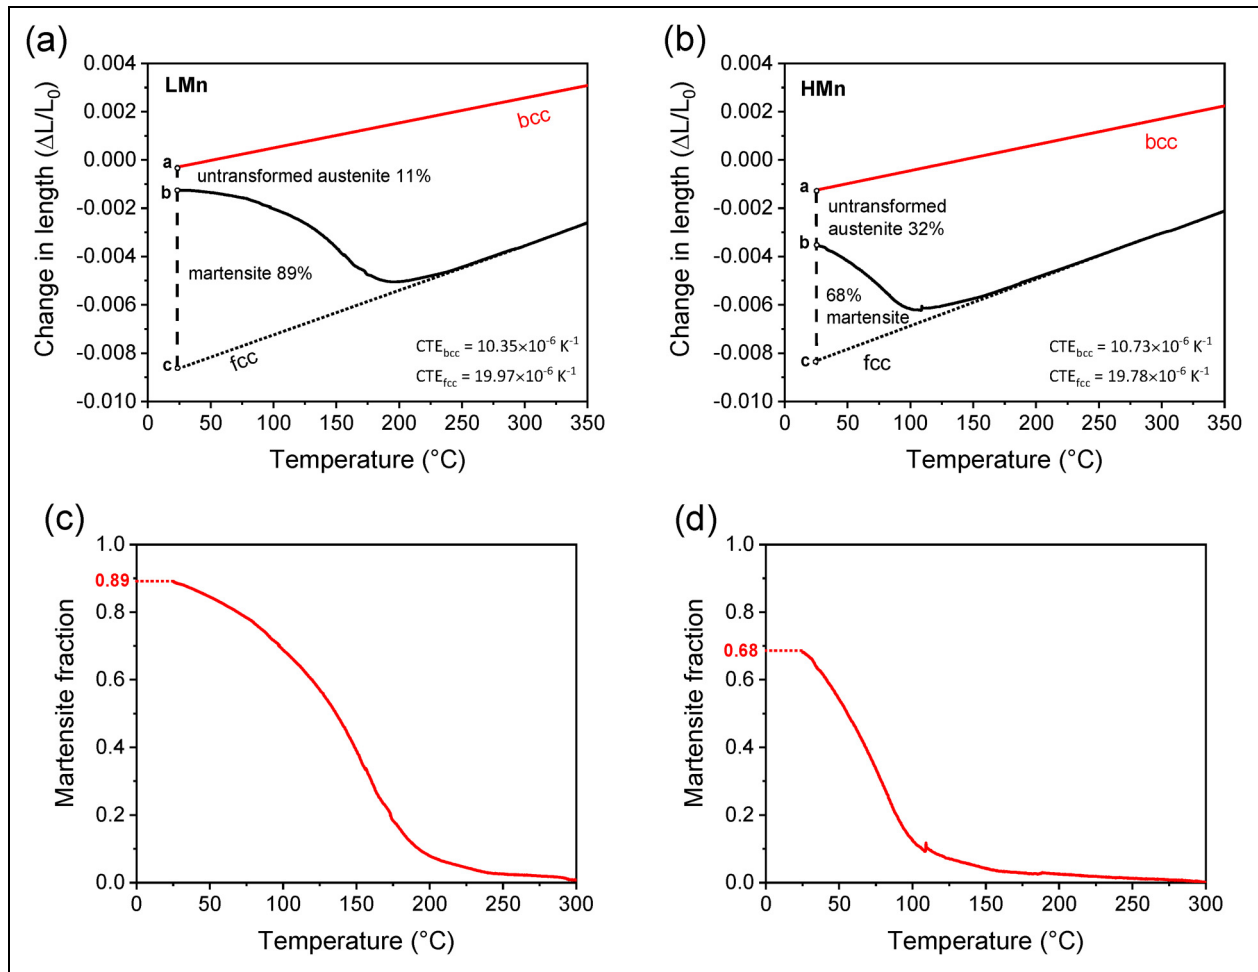 (a)
LMn
0.004
0.002
0.000
-0.002
-0.004
-0.006
-0.008
-0.010
Change in length (ΔL/L₀)
bcc
a
untransformed austenite 11%
b
martensite 89%
c
fcc
CTEbcc = 10.35×10⁻⁶ K⁻¹
CTEfcc = 19.97×10⁻⁶ K⁻¹
0 50 100 150 200 250 300 350
Temperature (°C)
(b)
HMn
0.004
0.002
0.000
-0.002
-0.004
-0.006
-0.008
-0.010
Change in length (ΔL/L₀)
bcc
a
untransformed
austenite 32%
b
68%
martensite
c
fcc
CTEbcc = 10.73×10⁻⁶ K⁻¹
CTEfcc = 19.78×10⁻⁶ K⁻¹
0 50 100 150 200 250 300 350
Temperature (°C)
(c)
1.0
0.89
0.8
0.6
0.4
0.2
0.0
Martensite fraction
0 50 100 150 200 250 300
Temperature (°C)
(d)
1.0
0.8
0.68
0.6
0.4
0.2
0.0
Martensite fraction
0 50 100 150 200 250 300
Temperature (°C)